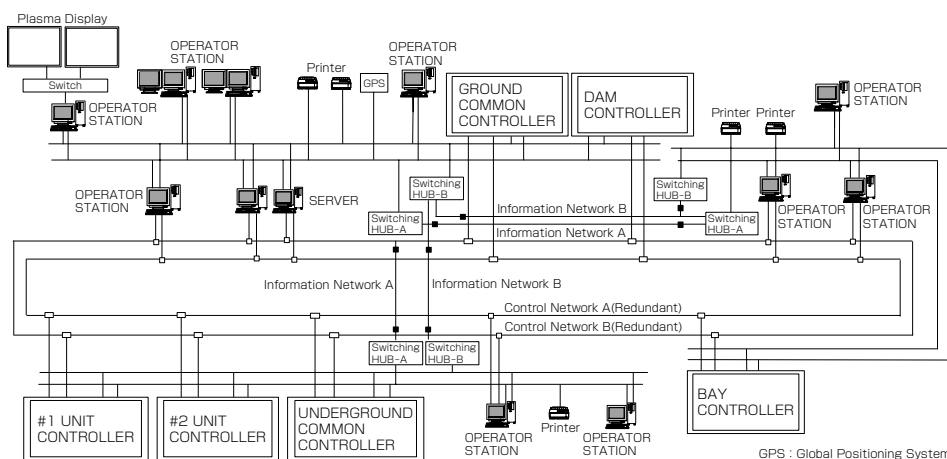 Plasma Display
Switch
OPERATOR
STATION
OPERATOR
STATION
Printer
GPS
OPERATOR
STATION
GROUND
COMMON
CONTROLLER
DAM
CONTROLLER
Printer
Printer
OPERATOR
STATION
OPERATOR
STATION
SERVER
Switching
HUB-B
Switching
HUB-A
Information Network B
Information Network A
Switching
HUB-B
Switching
HUB-A
OPERATOR
STATION
OPERATOR
STATION
Information Network A
Information Network B
Control Network A(Redundant)
Control Network B(Redundant)
Switching
HUB-A
Switching
HUB-B
#1 UNIT
CONTROLLER
#2 UNIT
CONTROLLER
UNDERGROUND
COMMON
CONTROLLER
OPERATOR
STATION
Printer
OPERATOR
STATION
BAY
CONTROLLER
GPS : Global Positioning System